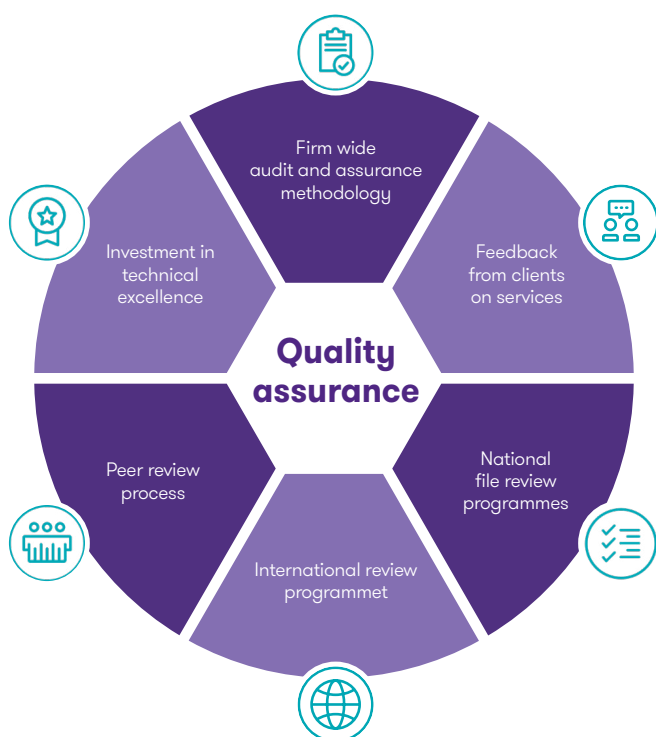 Firm wide
audit and assurance
methodology
Feedback
from clients
on services
National
file review
programmes
International review
programmet
Peer review
process
Investment in
technical
excellence
Quality
assurance